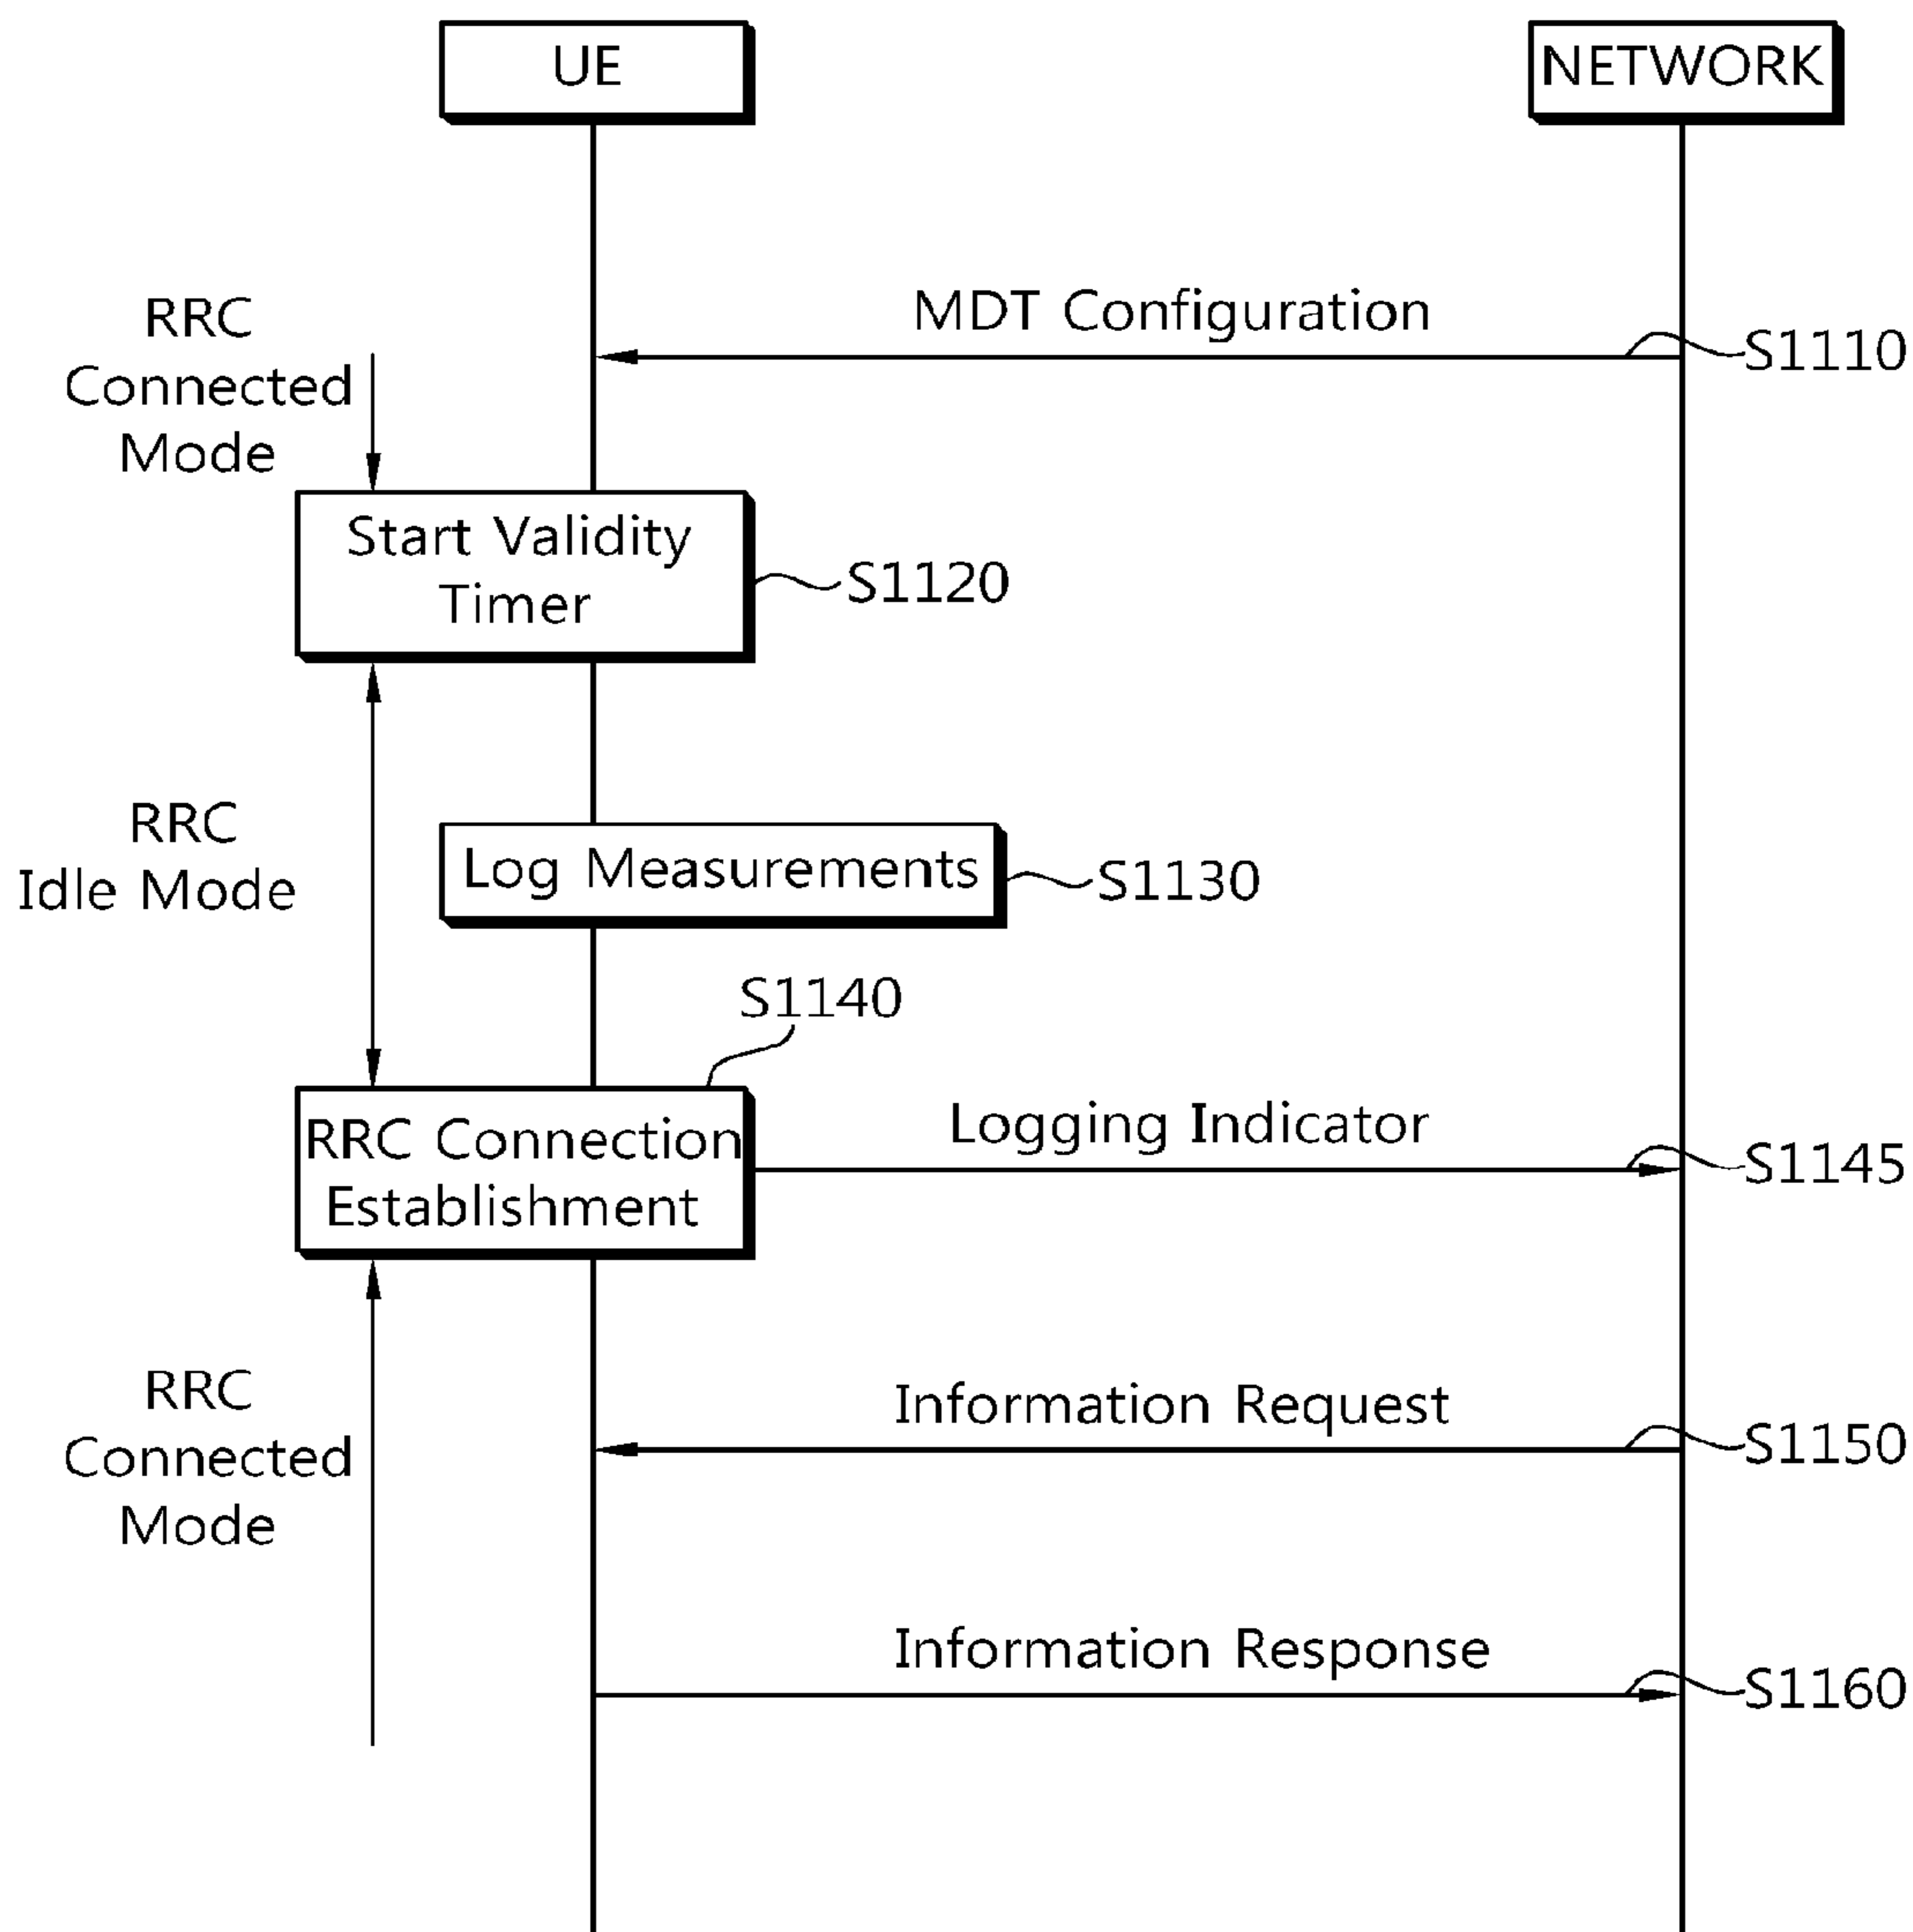 UE
NETWORK
MDT Configuration
S1110
RRC
Connected
Mode
Start Validity
Timer
S1120
RRC
Idle Mode
Log Measurements
S1130
S1140
RRC Connection
Establishment
Logging Indicator
S1145
RRC
Connected
Mode
Information Request
S1150
Information Response
S1160